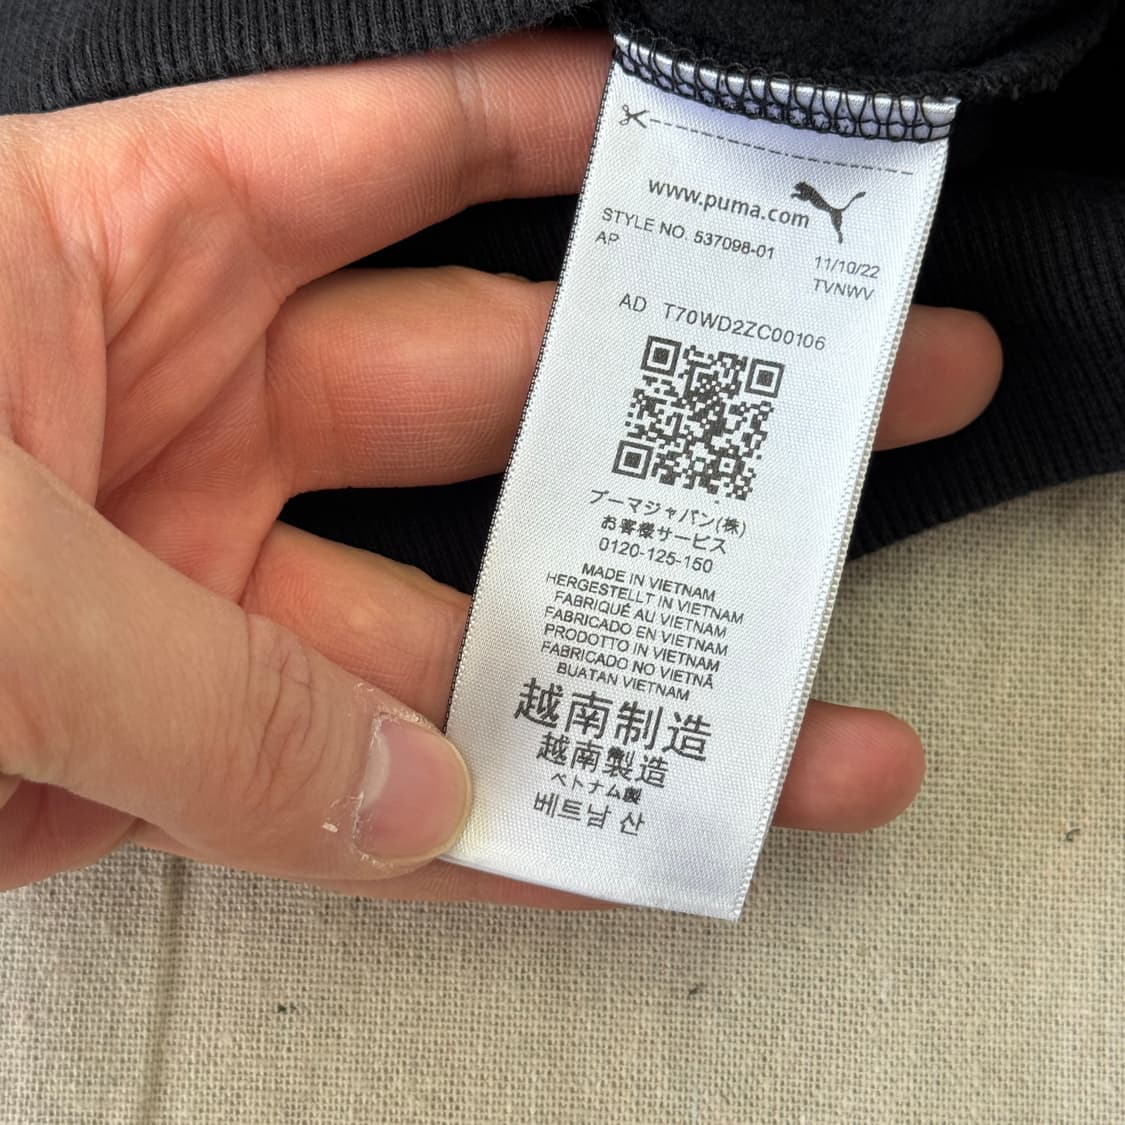 www.puma.com
STYLE NO. 537098-01
AP
11/10/22
TVNWV
AD T70WD2ZC00106
プーマジャパン(株)
お客様サービス
0120-125-150
MADE IN VIETNAM
HERGESTELLT IN VIETNAM
FABRIQUÉ AU VIETNAM
FABRICADO EN VIETNAM
PRODOTTO IN VIETNAM
FABRICADO NO VIETNÃ
BUATAN VIETNAM
越南制造
越南製造
ベトナム製
베트남 산